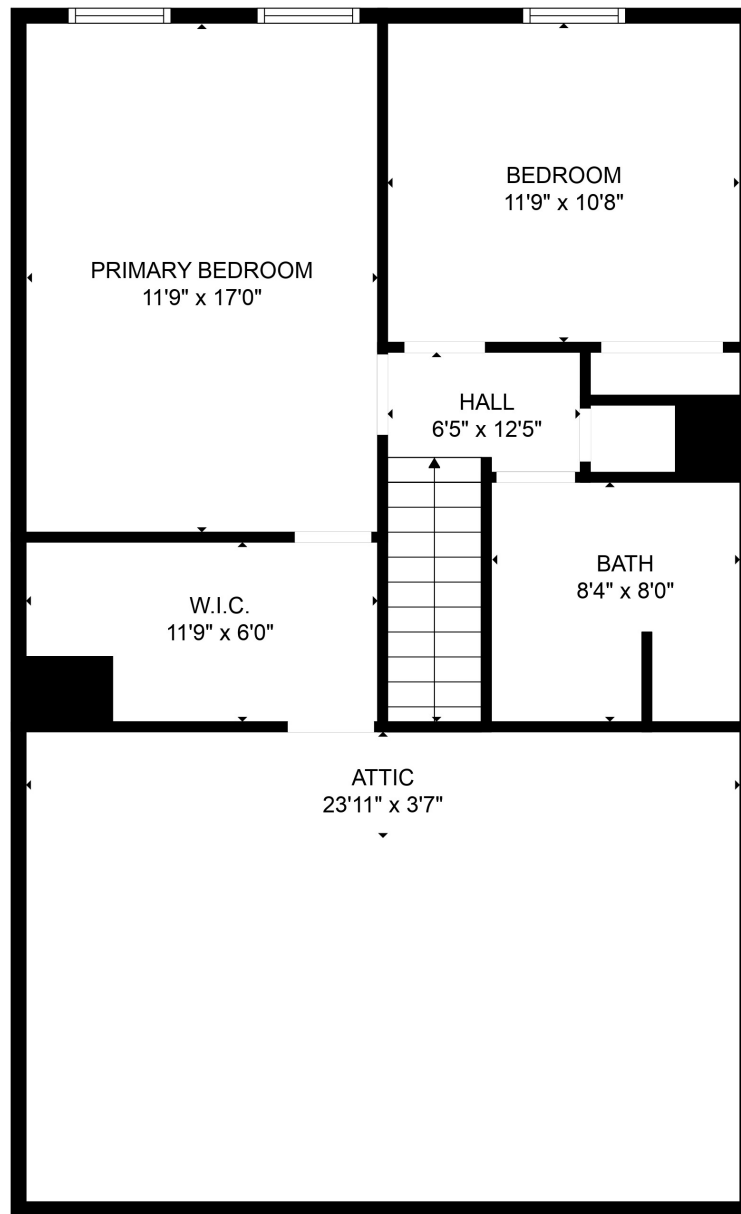 BEDROOM
11'9" x 10'8"
PRIMARY BEDROOM
11'9" x 17'0"
HALL
6'5" x 12'5"
BATH
8'4" x 8'0"
W.I.C.
11'9" x 6'0"
ATTIC
23'11" x 3'7"